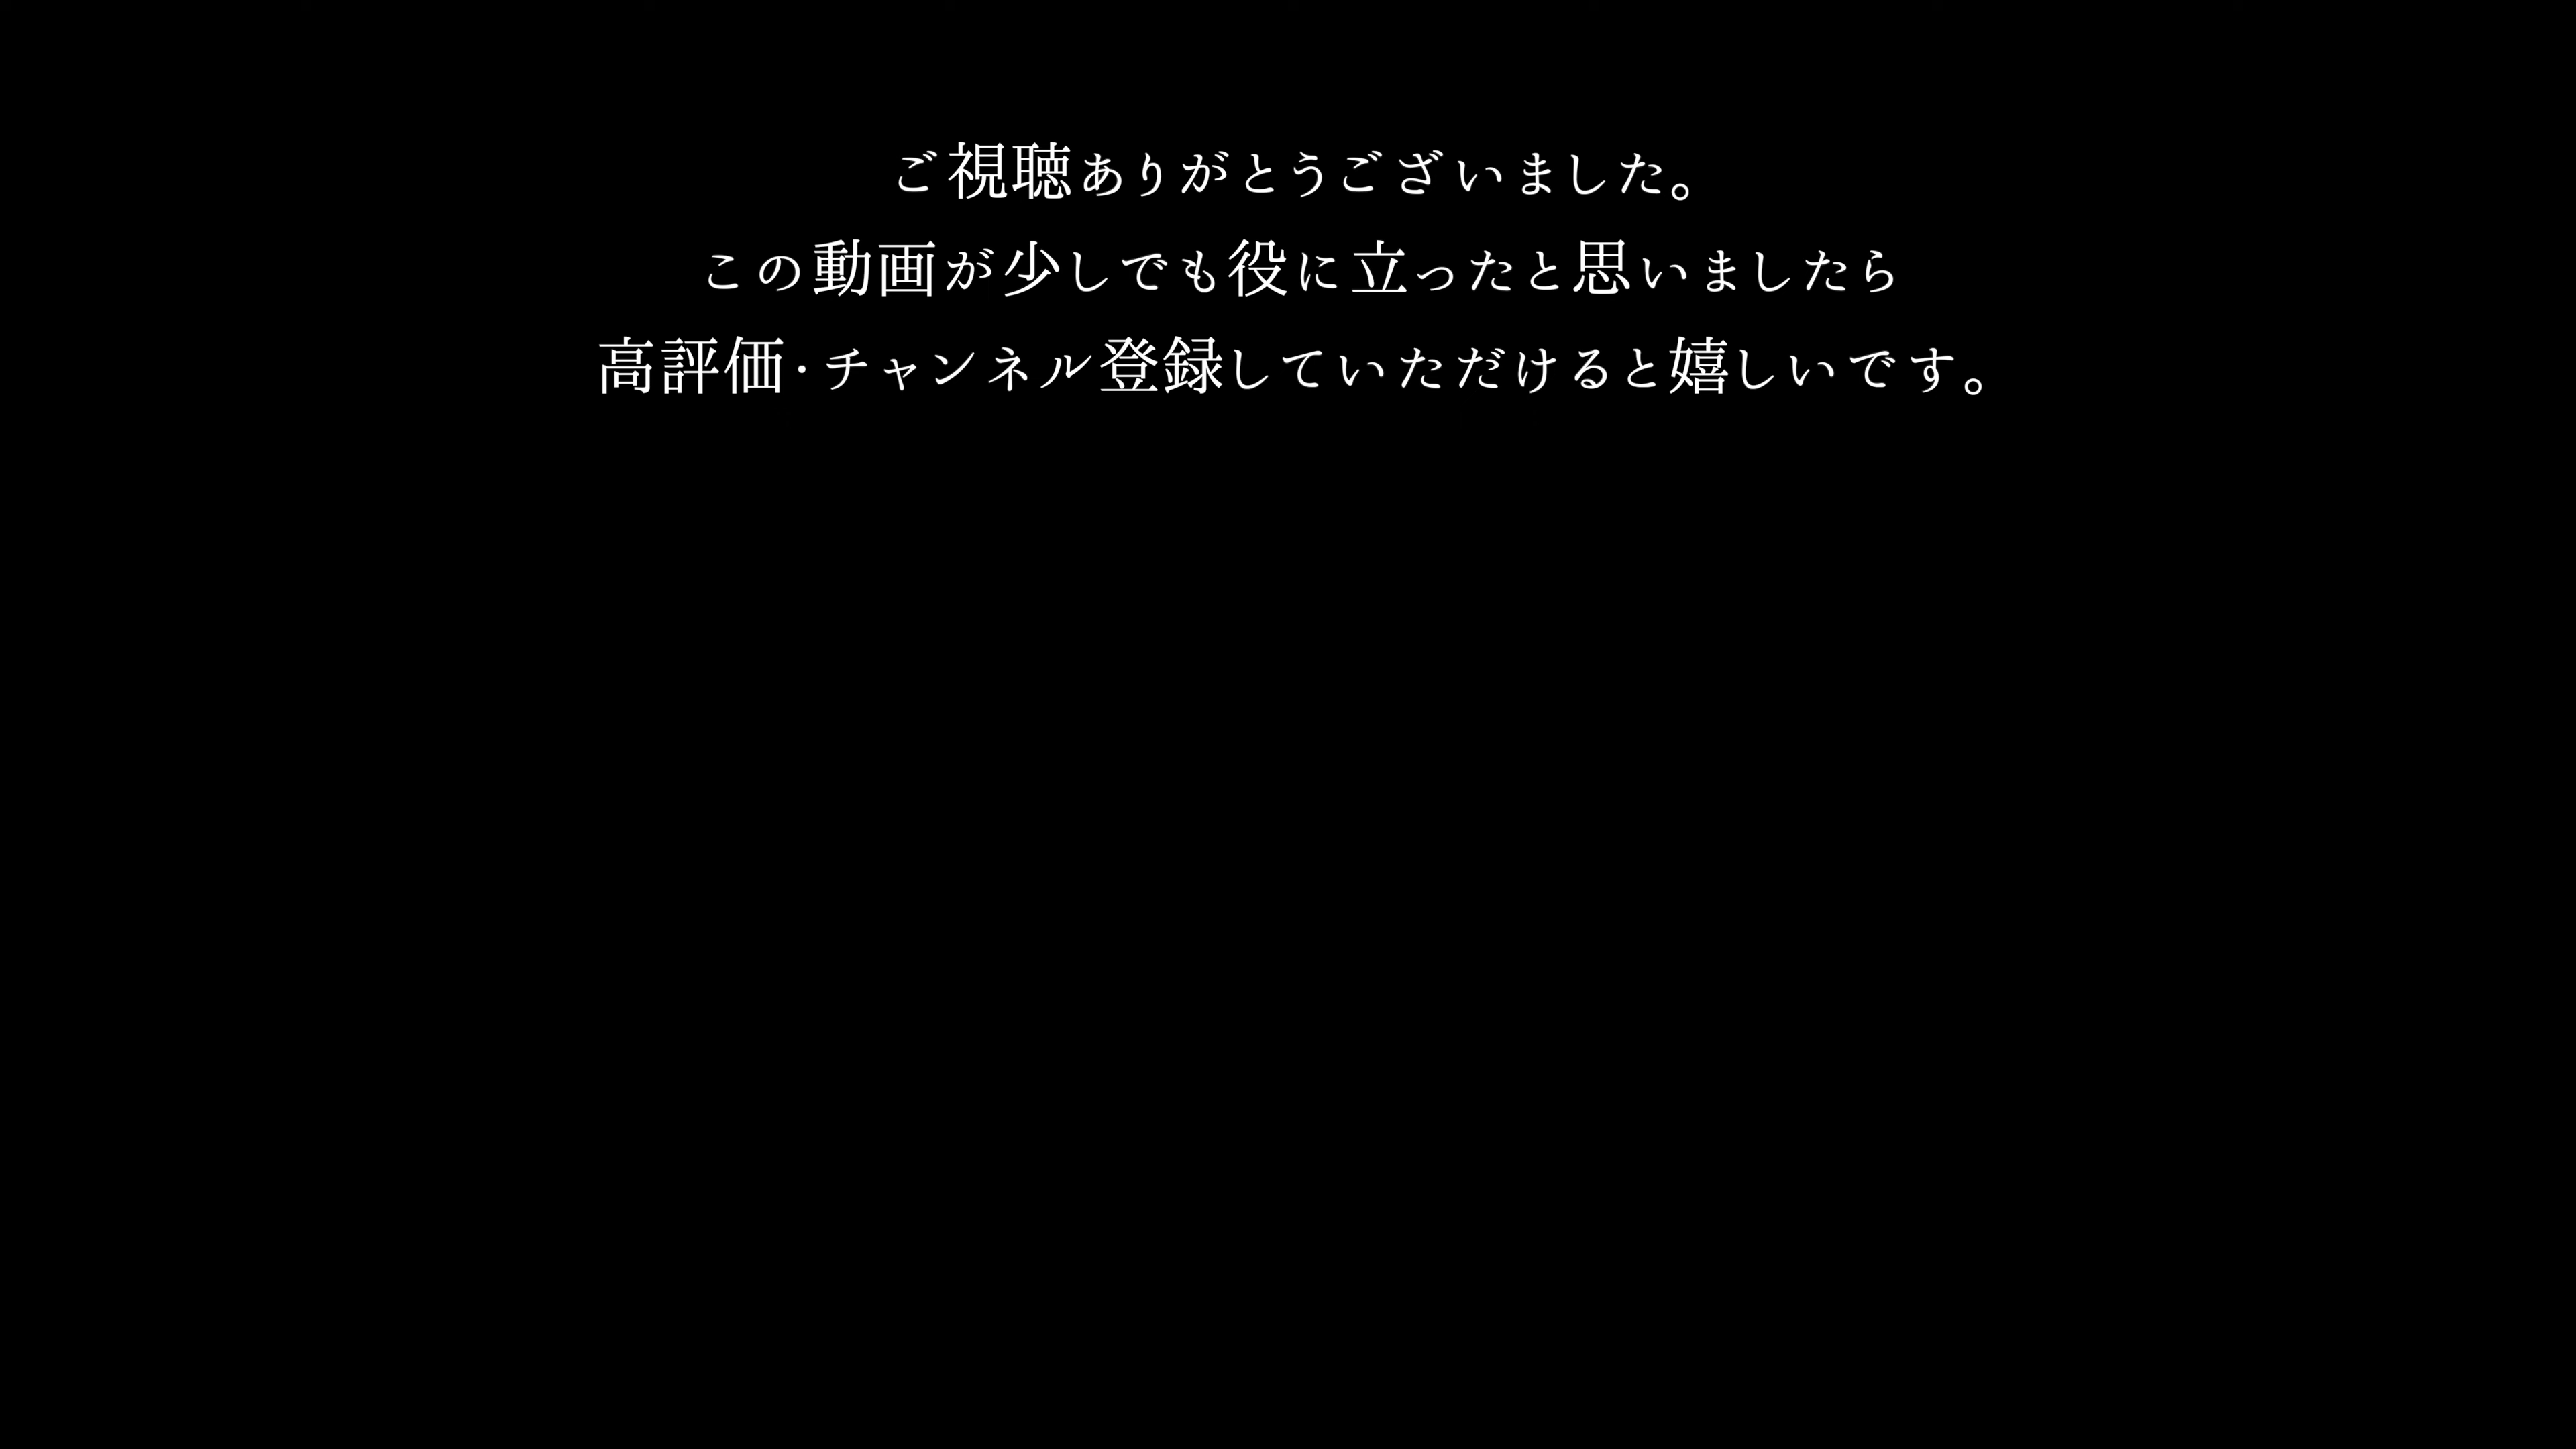 ご視聴ありがとうございました。
この動画が少しでも役に立ったと思いましたら
高評価・チャンネル登録していただけると嬉しいです。